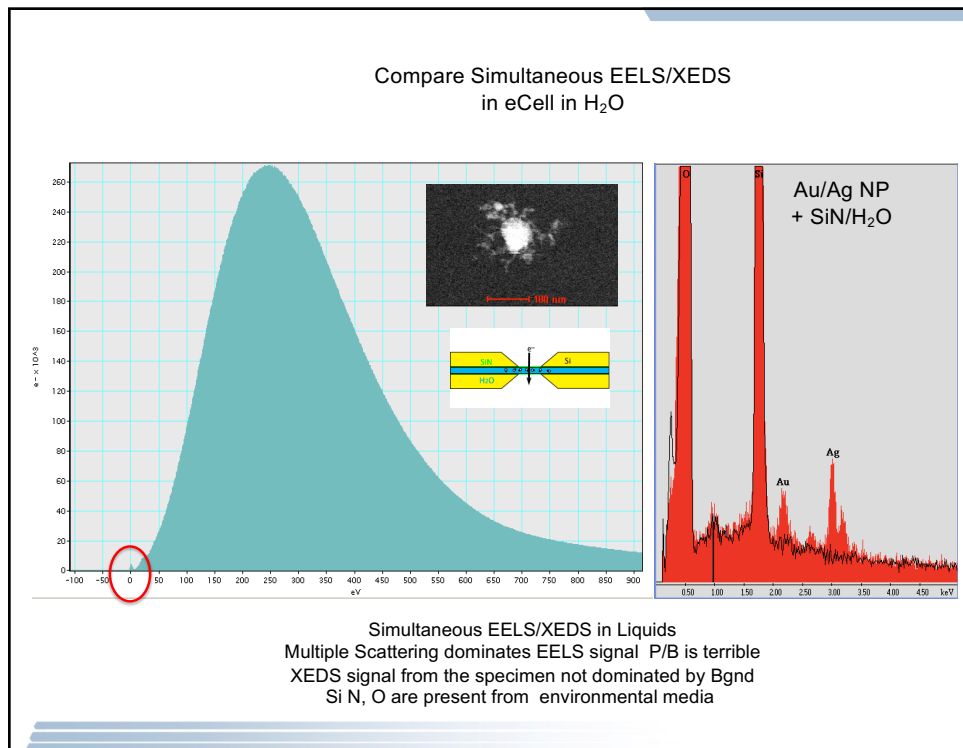 Compare Simultaneous EELS/XEDS
in eCell in H₂O
260
240
220
200
180
160
140
120
100
80
60
40
20
0
e- x 10^3
-100 -50 0 50 100 150 200 250 300 350 400 450 500 550 600 650 700 750 800 850 900
eV
100 nm
e-
SiN
Si
H2O
O
Si
Au/Ag NP
+ SiN/H₂O
Au
Ag
0.50 1.00 1.50 2.00 2.50 3.00 3.50 4.00 4.50 keV
Simultaneous EELS/XEDS in Liquids
Multiple Scattering dominates EELS signal P/B is terrible
XEDS signal from the specimen not dominated by Bgnd
Si N, O are present from environmental media